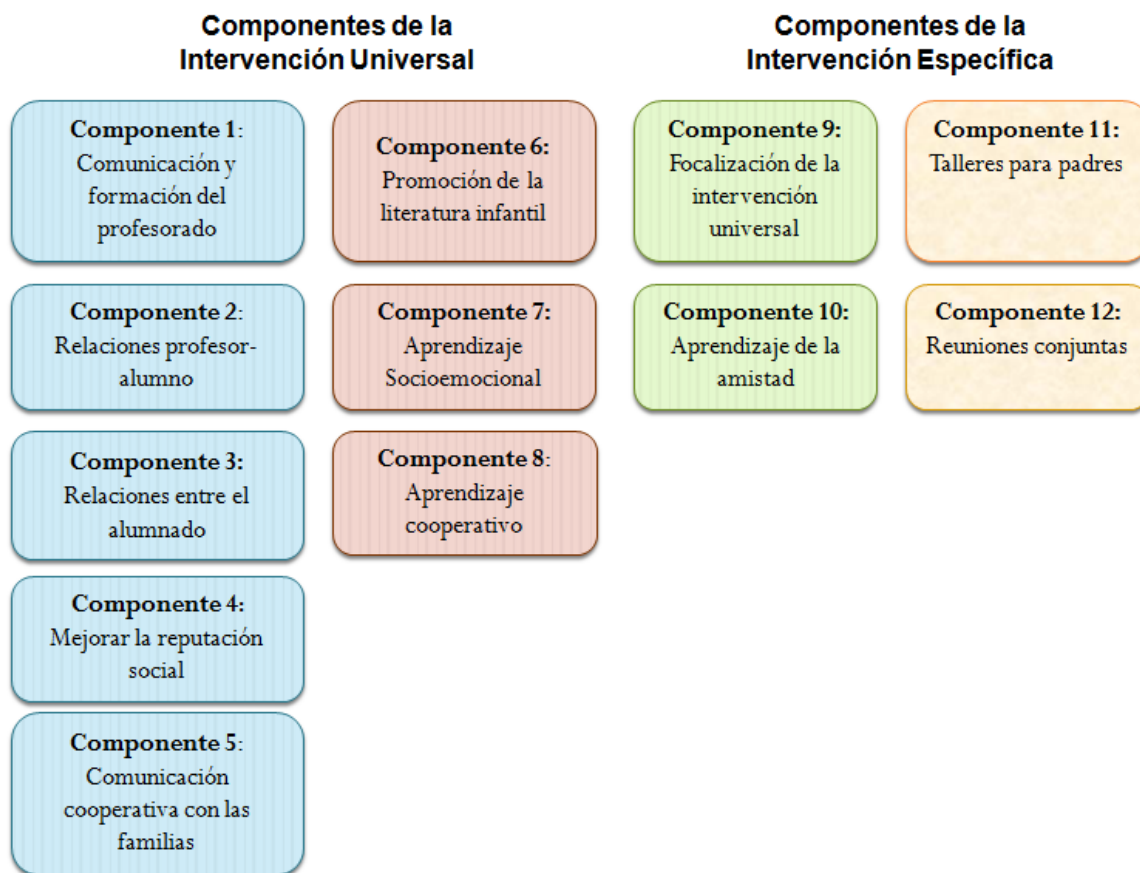 Componentes de la
Intervención Universal
Componente 1:
Comunicación y
formación del
profesorado
Componente 2:
Relaciones profesor-
alumno
Componente 3:
Relaciones entre el
alumnado
Componente 4:
Mejorar la reputación
social
Componente 5:
Comunicación
cooperativa con las
familias
Componente 6:
Promoción de la
literatura infantil
Componente 7:
Aprendizaje
Socioemocional
Componente 8:
Aprendizaje
cooperativo
Componentes de la
Intervención Específica
Componente 9:
Focalización de la
intervención
universal
Componente 10:
Aprendizaje de la
amistad
Componente 11:
Talleres para padres
Componente 12:
Reuniones conjuntas